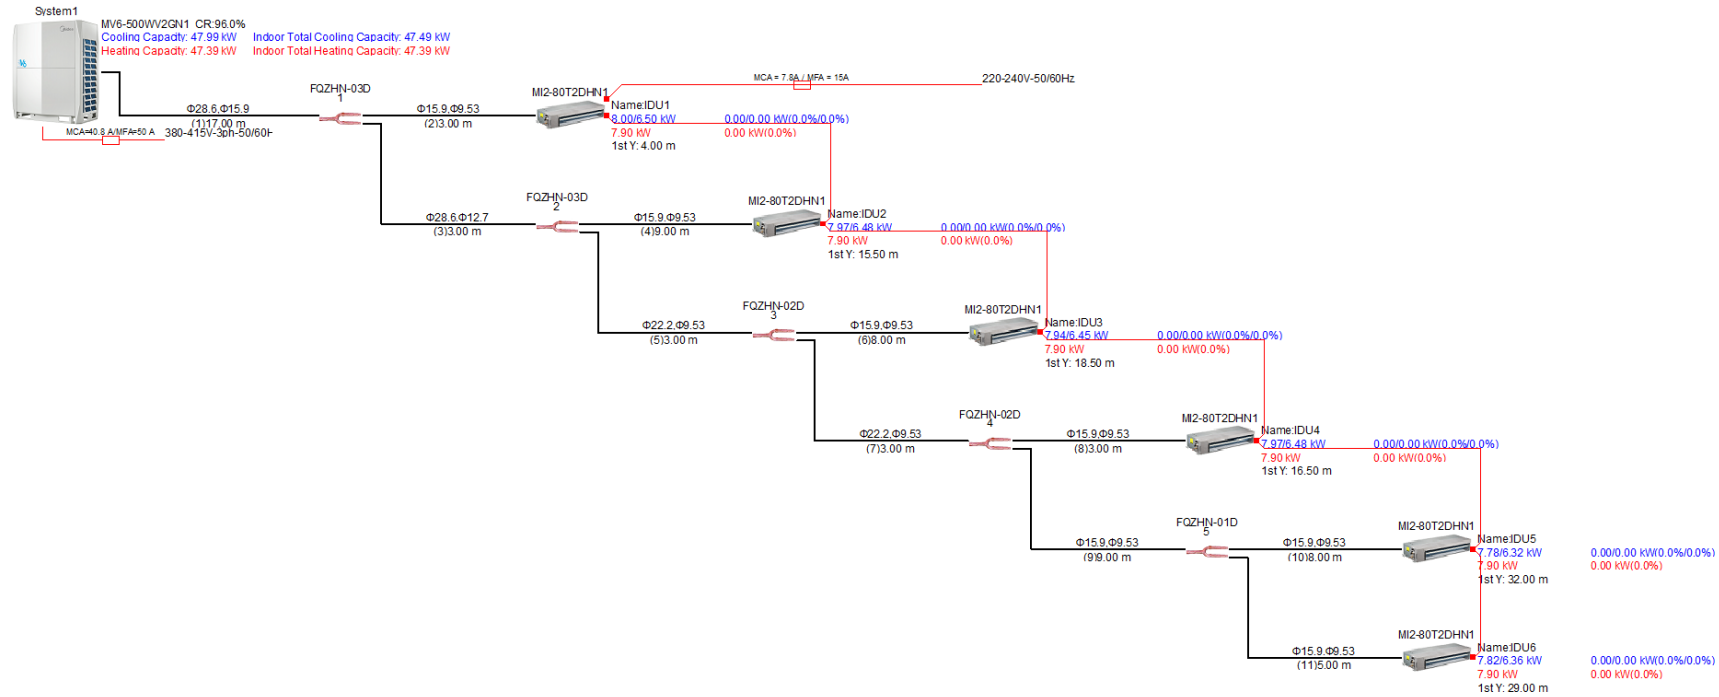 System1
MV6-500WV2GN1 CR:96.0%
Cooling Capacity: 47.99 kW Indoor Total Cooling Capacity: 47.49 kW
Heating Capacity: 47.39 kW Indoor Total Heating Capacity: 47.39 kW
Φ28.6,Φ15.9
(1)17.00 m
MCA=40.8 A/MFA=50 A 380-415V-3ph-50/60H
FQZHN-03D
1
Φ15.9,Φ9.53
(2)3.00 m
MI2-80T2DHN1
MCA = 7.8A / MFA = 15A
220-240V-50/60Hz
Name:IDU1
8.00/6.50 kW 0.00/0.00 kW(0.0%/0.0%)
7.90 kW 0.00 kW(0.0%)
1st Y: 4.00 m
Φ28.6,Φ12.7
(3)3.00 m
FQZHN-03D
2
Φ15.9,Φ9.53
(4)9.00 m
MI2-80T2DHN1
Name:IDU2
7.97/6.48 kW 0.00/0.00 kW(0.0%/0.0%)
7.90 kW 0.00 kW(0.0%)
1st Y: 15.50 m
Φ22.2,Φ9.53
(5)3.00 m
FQZHN-02D
3
Φ15.9,Φ9.53
(6)8.00 m
MI2-80T2DHN1
Name:IDU3
7.94/6.45 kW 0.00/0.00 kW(0.0%/0.0%)
7.90 kW 0.00 kW(0.0%)
1st Y: 18.50 m
Φ22.2,Φ9.53
(7)3.00 m
FQZHN-02D
4
Φ15.9,Φ9.53
(8)3.00 m
MI2-80T2DHN1
Name:IDU4
7.97/6.48 kW 0.00/0.00 kW(0.0%/0.0%)
7.90 kW 0.00 kW(0.0%)
1st Y: 16.50 m
Φ15.9,Φ9.53
(9)9.00 m
FQZHN-01D
5
Φ15.9,Φ9.53
(10)8.00 m
MI2-80T2DHN1
Name:IDU5
7.78/6.32 kW 0.00/0.00 kW(0.0%/0.0%)
7.90 kW 0.00 kW(0.0%)
1st Y: 32.00 m
Φ15.9,Φ9.53
(11)5.00 m
MI2-80T2DHN1
Name:IDU6
7.82/6.36 kW 0.00/0.00 kW(0.0%/0.0%)
7.90 kW 0.00 kW(0.0%)
1st Y: 29.00 m